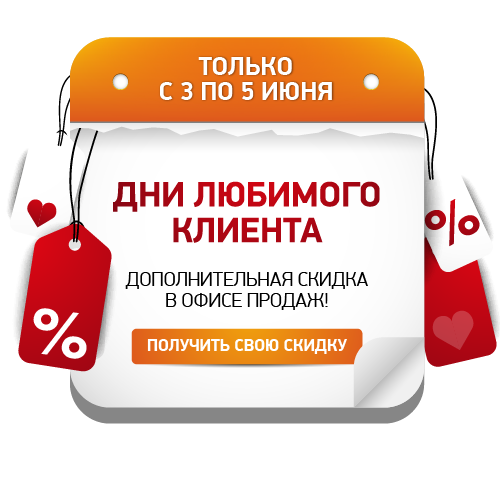 ТОЛЬКО
С 3 ПО 5 ИЮНЯ
ДНИ ЛЮБИМОГО
КЛИЕНТА
ДОПОЛНИТЕЛЬНАЯ СКИДКА
В ОФИСЕ ПРОДАЖ!
ПОЛУЧИТЬ СВОЮ СКИДКУ
%
%